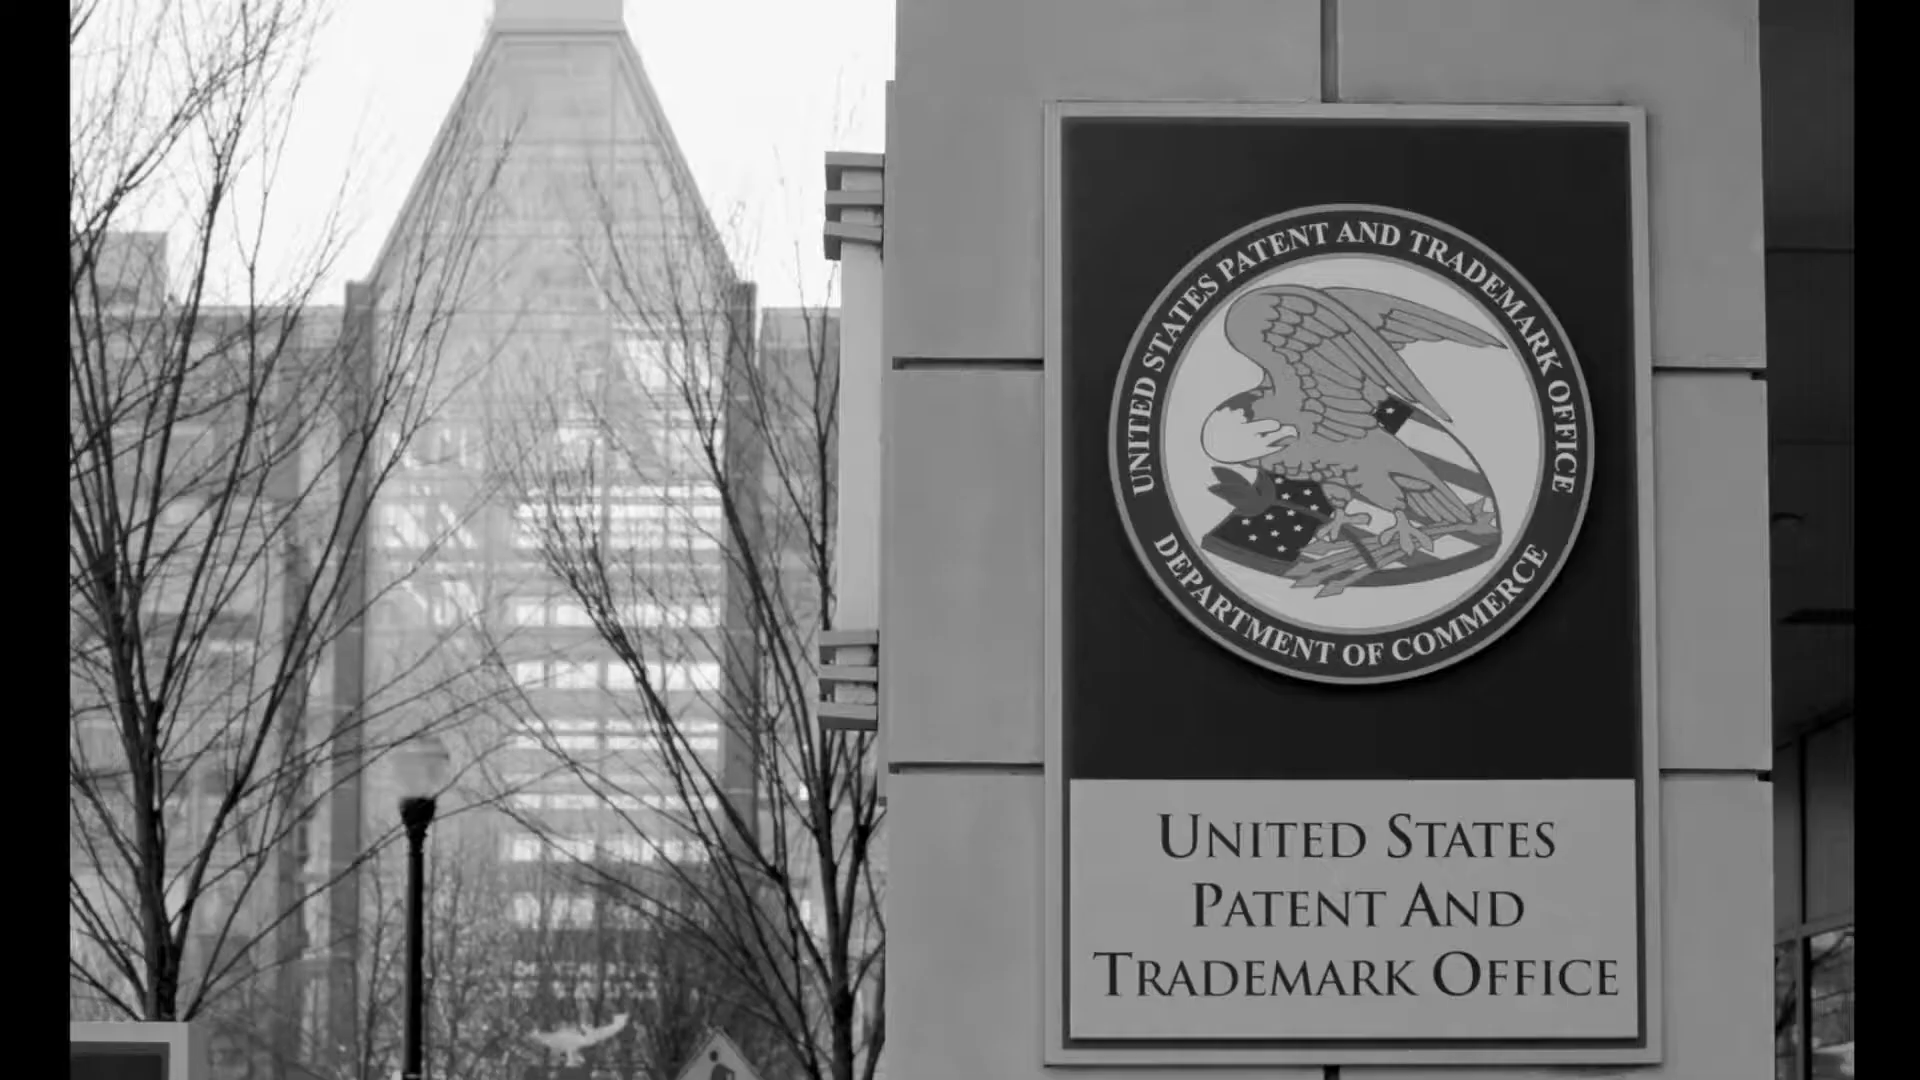 UNITED STATES PATENT AND TRADEMARK OFFICE
DEPARTMENT OF COMMERCE
UNITED STATES
PATENT AND
TRADEMARK OFFICE